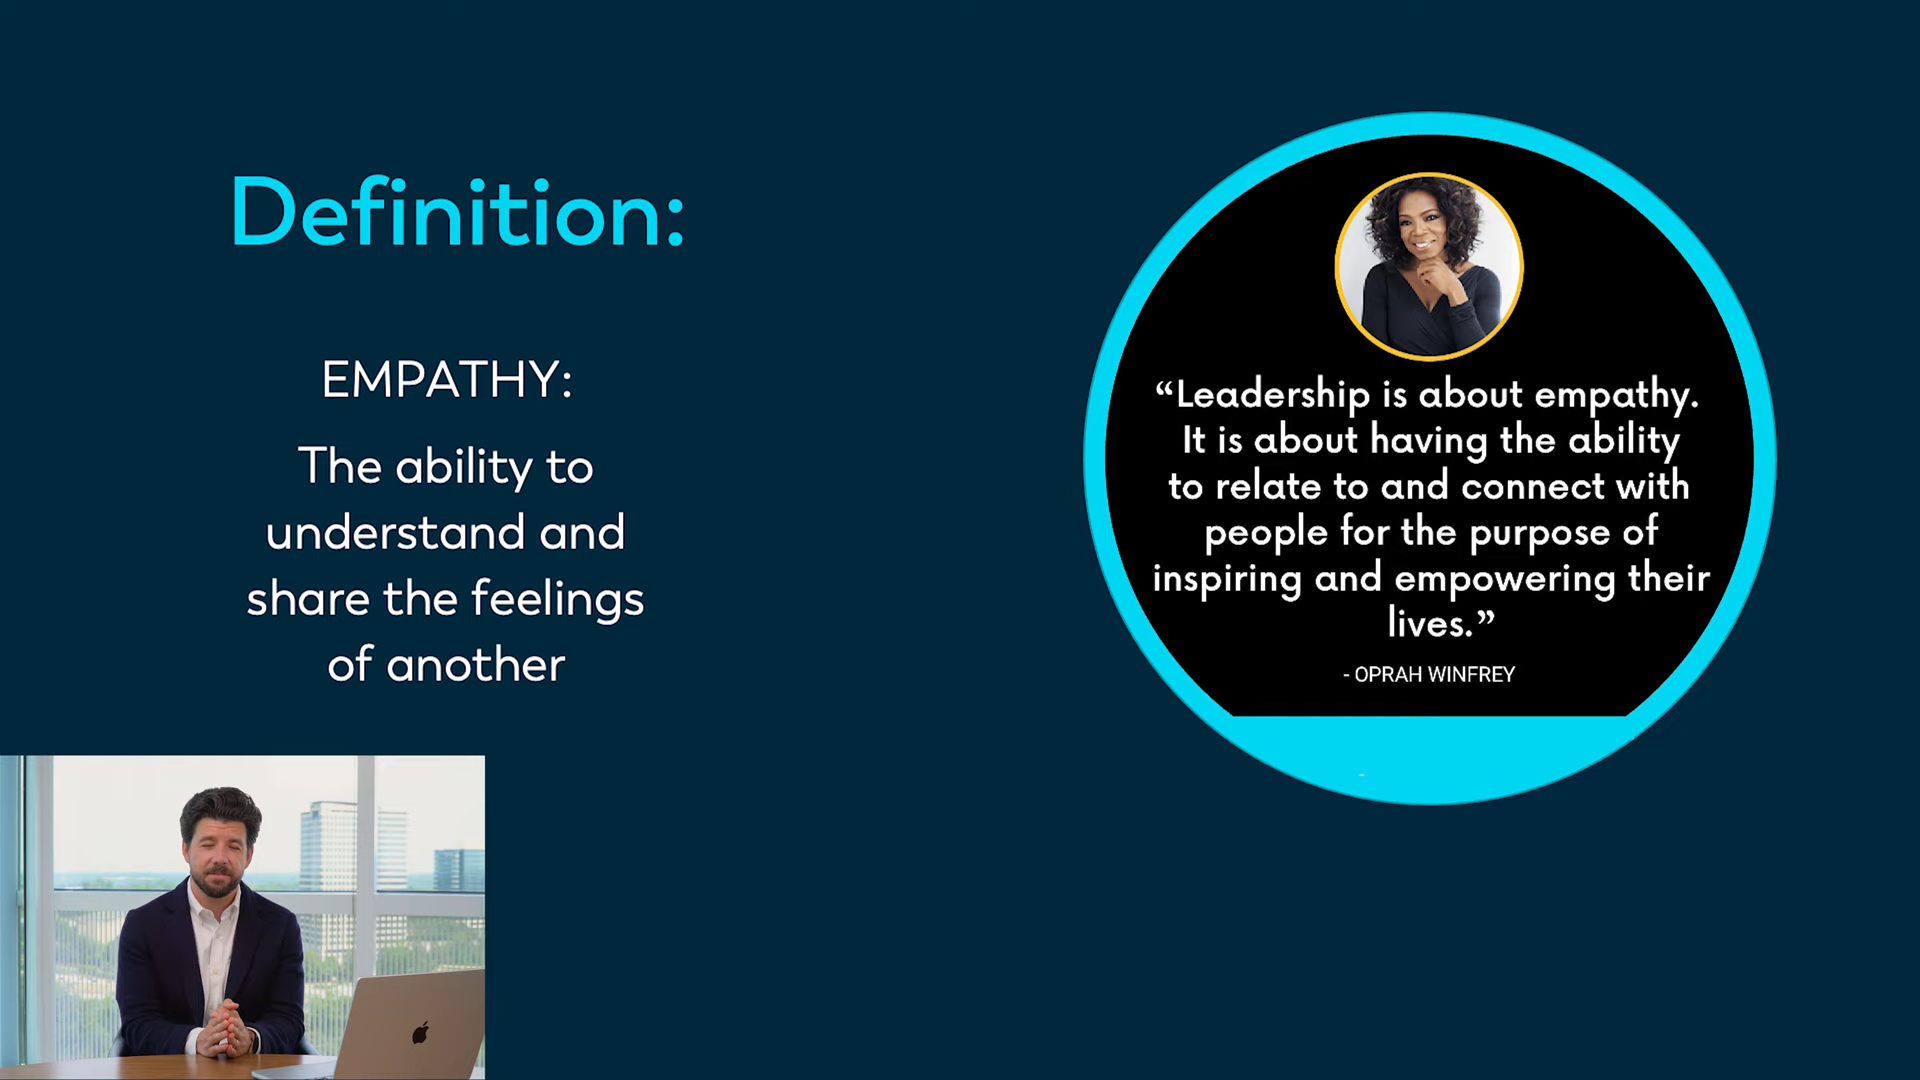 Definition:
EMPATHY:
The ability to
understand and
share the feelings
of another
“Leadership is about empathy.
It is about having the ability
to relate to and connect with
people for the purpose of
inspiring and empowering their
lives.”
- OPRAH WINFREY
-